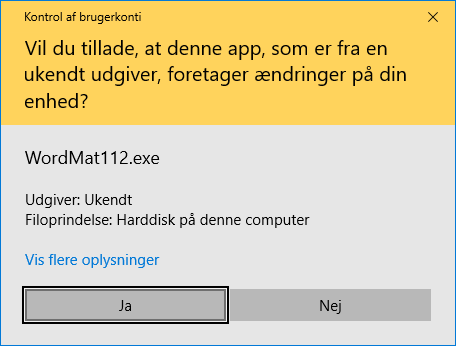 Kontrol af brugerkonti
Vil du tillade, at denne app, som er fra en
ukendt udgiver, foretager ændringer på din
enhed?
WordMat112.exe
Udgiver: Ukendt
Filoprindelse: Harddisk på denne computer
Vis flere oplysninger
Ja
Nej